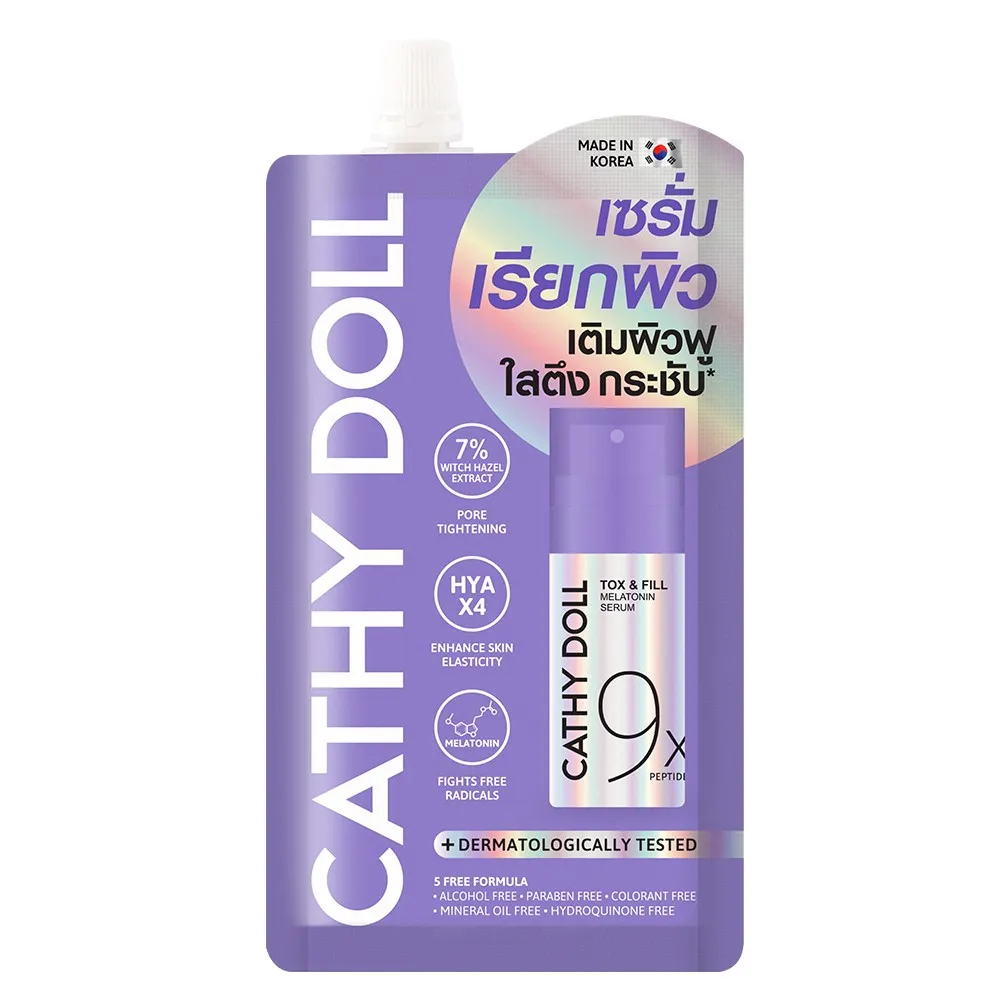 MADE IN
KOREA
เซรั่ม
เรียกผิว
เติมผิวฟู
ใสตึง กระชับ*
CATHY DOLL
7%
WITCH HAZEL
EXTRACT
PORE
TIGHTENING
HYA
X4
ENHANCE SKIN
ELASTICITY
MELATONIN
FIGHTS FREE
RADICALS
TOX & FILL
MELATONIN
SERUM
CATHY DOLL
9X
PEPTIDE
+ DERMATOLOGICALLY TESTED
5 FREE FORMULA
• ALCOHOL FREE • PARABEN FREE • COLORANT FREE
• MINERAL OIL FREE • HYDROQUINONE FREE